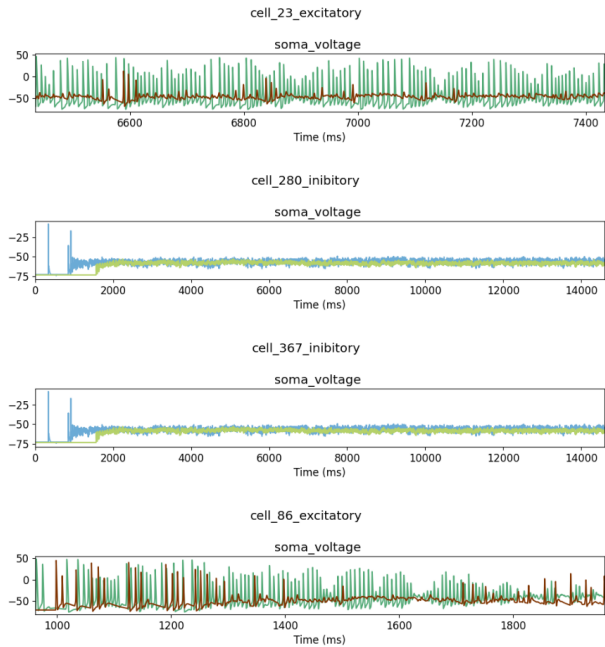 cell_23_excitatory
soma_voltage
50
0
−50
6600 6800 7000 7200 7400
Time (ms)
cell_280_inibitory
soma_voltage
−25
−50
−75
0 2000 4000 6000 8000 10000 12000 14000
Time (ms)
cell_367_inibitory
soma_voltage
−25
−50
−75
0 2000 4000 6000 8000 10000 12000 14000
Time (ms)
cell_86_excitatory
soma_voltage
50
0
−50
1000 1200 1400 1600 1800
Time (ms)